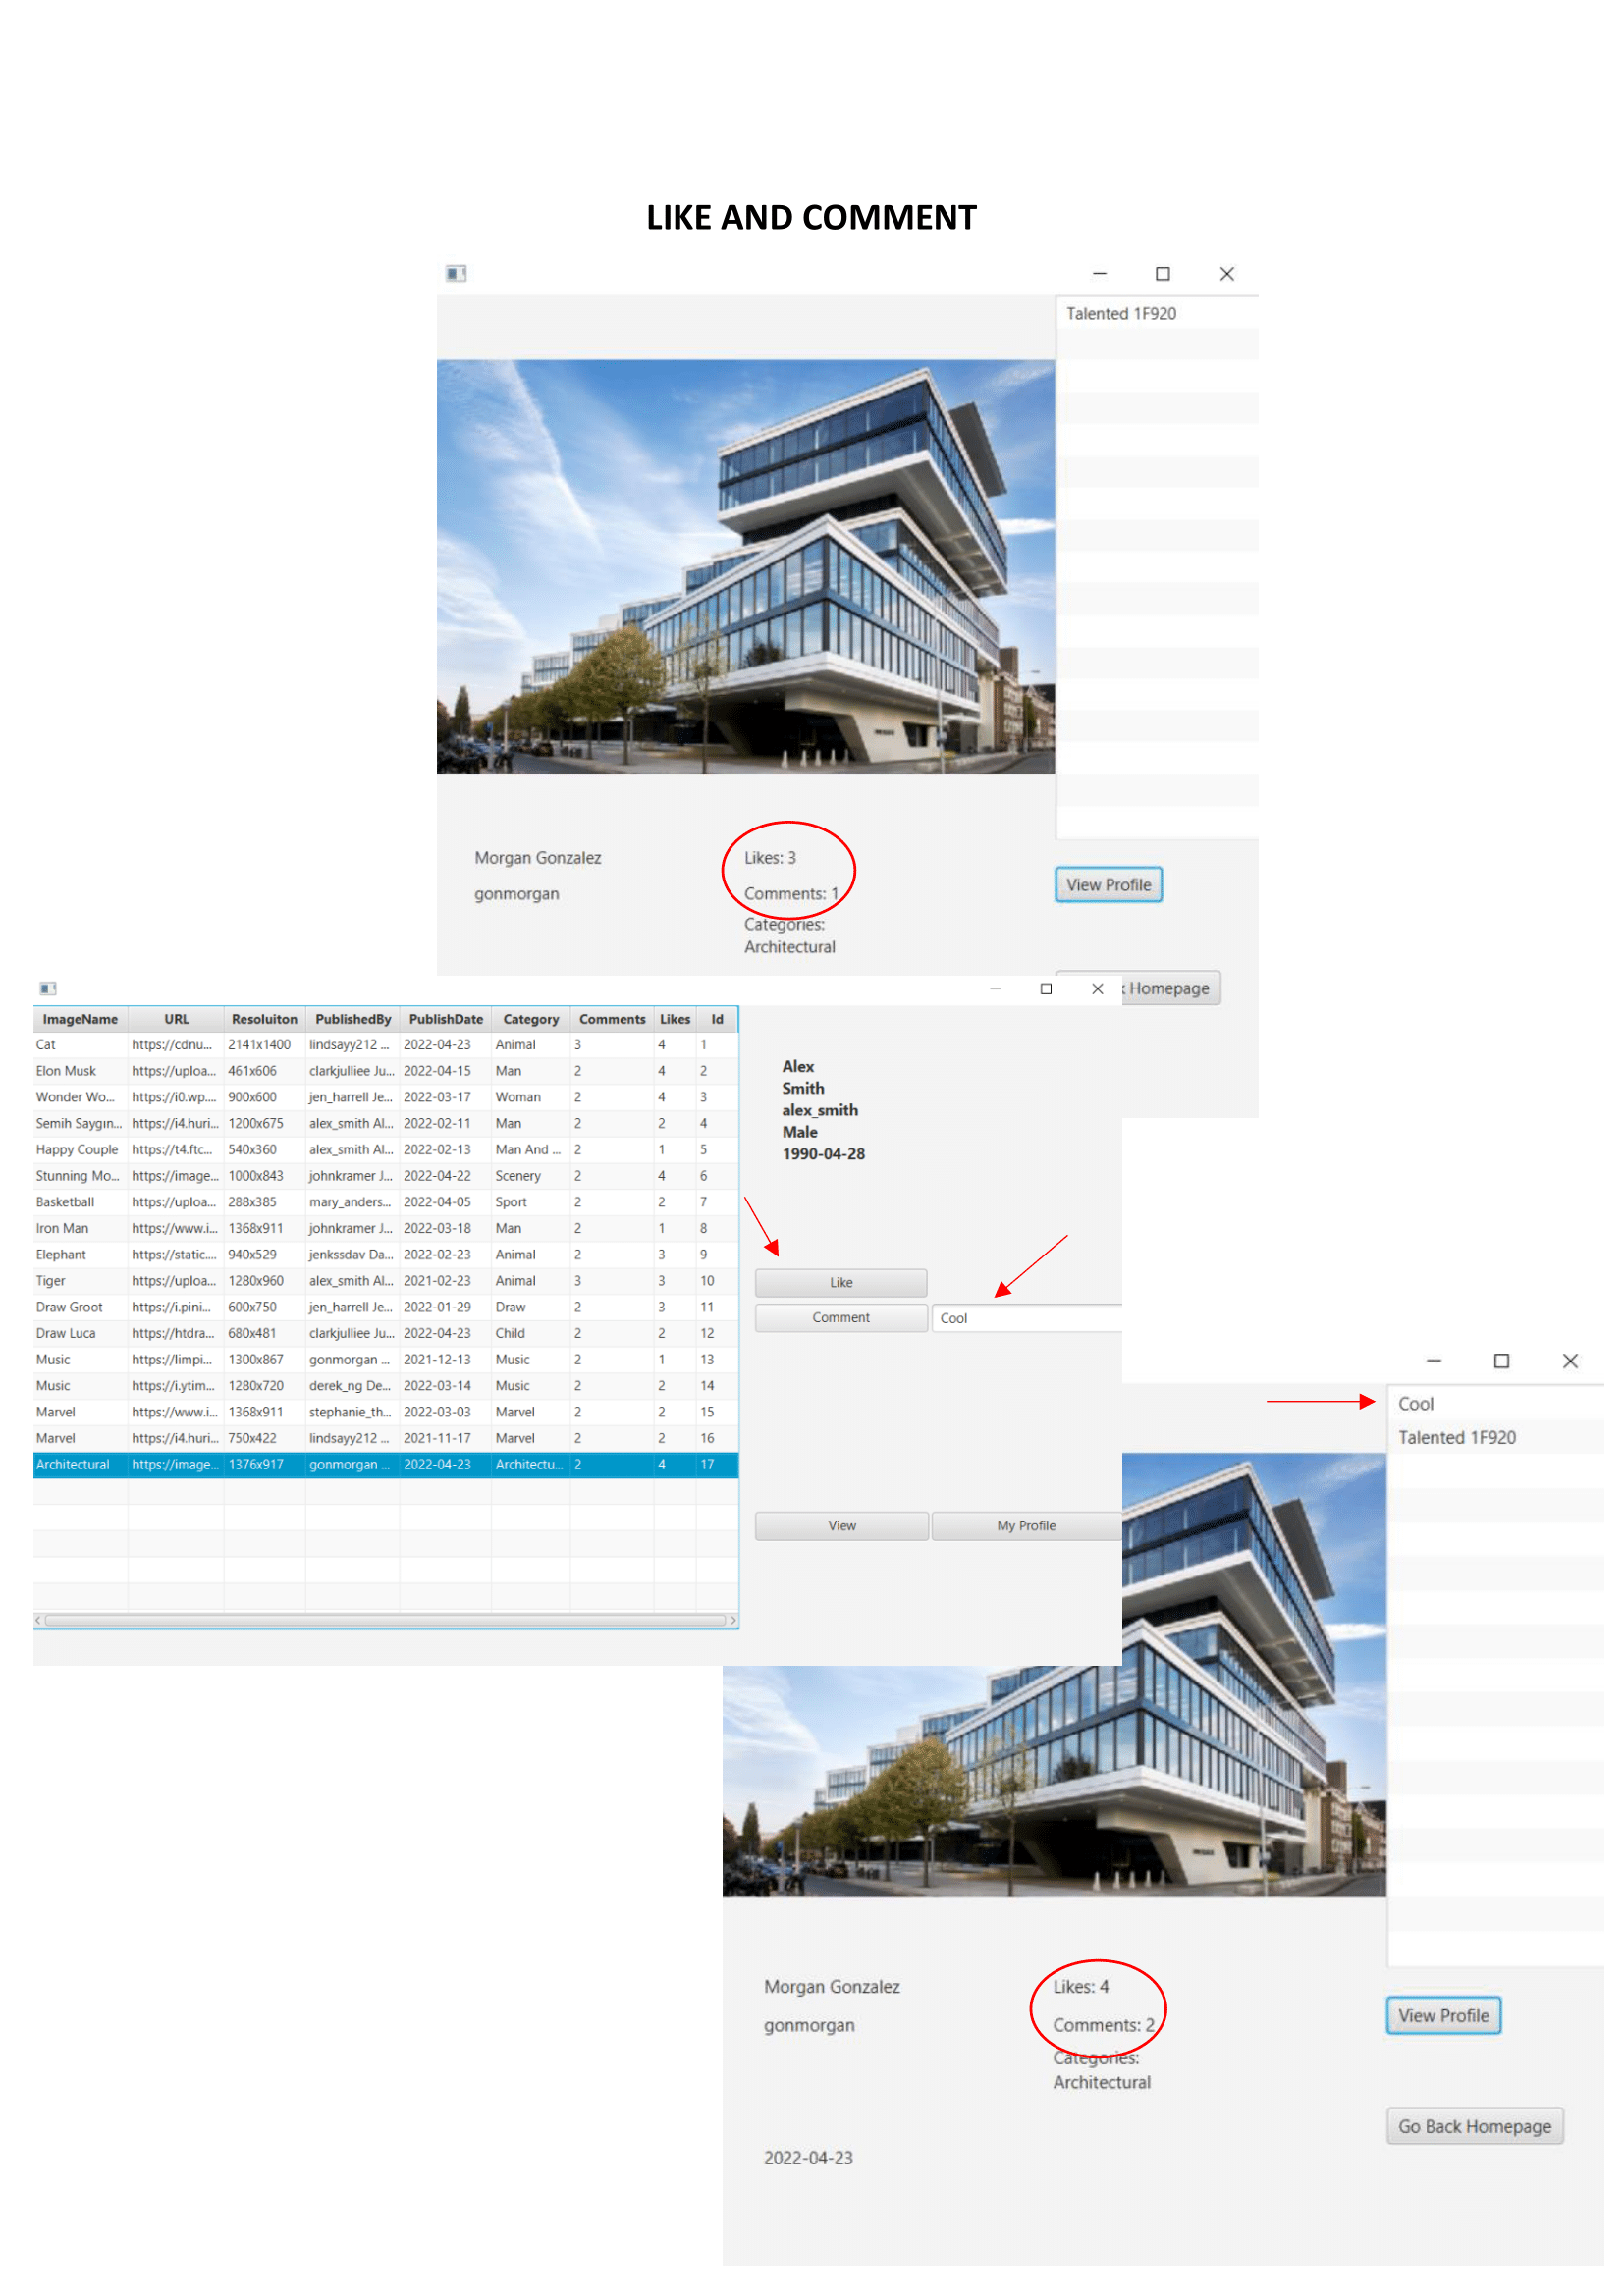 LIKE AND COMMENT
Talented 1F920
Morgan Gonzalez
Likes: 3
View Profile
gonmorgan
Comments: 1
Categories:
Architectural
Homepage
ImageName URL Resoluiton PublishedBy PublishDate Category Comments Likes Id
Cat https://cdnu... 2141x1400 lindsayy212 ... 2022-04-23 Animal 3 4 1
Elon Musk https://uploa... 461x606 clarkjulliee Ju... 2022-04-15 Man 2 4 2
Wonder Wo... https://i0.wp.... 900x600 jen_harrell Je... 2022-03-17 Woman 2 4 3
Semih Saygın... https://i4.huri... 1200x675 alex_smith Al... 2022-02-11 Man 2 2 4
Happy Couple https://t4.ftc... 540x360 alex_smith Al... 2022-02-13 Man And ... 2 1 5
Stunning Mo... https://image... 1000x843 johnkramer J... 2022-04-22 Scenery 2 4 6
Basketball https://uploa... 288x385 mary_anders... 2022-04-05 Sport 2 2 7
Iron Man https://www.i... 1368x911 johnkramer J... 2022-03-18 Man 2 1 8
Elephant https://static.... 940x529 jenkssdav Da... 2022-02-23 Animal 2 3 9
Tiger https://uploa... 1280x960 alex_smith Al... 2021-02-23 Animal 3 3 10
Draw Groot https://i.pini... 600x750 jen_harrell Je... 2022-01-29 Draw 2 3 11
Draw Luca https://htdra... 680x481 clarkjulliee Ju... 2022-04-23 Child 2 2 12
Music https://limpi... 1300x867 gonmorgan ... 2021-12-13 Music 2 1 13
Music https://i.ytim... 1280x720 derek_ng De... 2022-03-14 Music 2 2 14
Marvel https://www.i... 1368x911 stephanie_th... 2022-03-03 Marvel 2 2 15
Marvel https://i4.huri... 750x422 lindsayy212 ... 2021-11-17 Marvel 2 2 16
Architectural https://image... 1376x917 gonmorgan ... 2022-04-23 Architectu... 2 4 17
Alex
Smith
alex_smith
Male
1990-04-28
Like
Comment
Cool
View
My Profile
Cool
Talented 1F920
Morgan Gonzalez
Likes: 4
View Profile
gonmorgan
Comments: 2
Categories:
Architectural
Go Back Homepage
2022-04-23